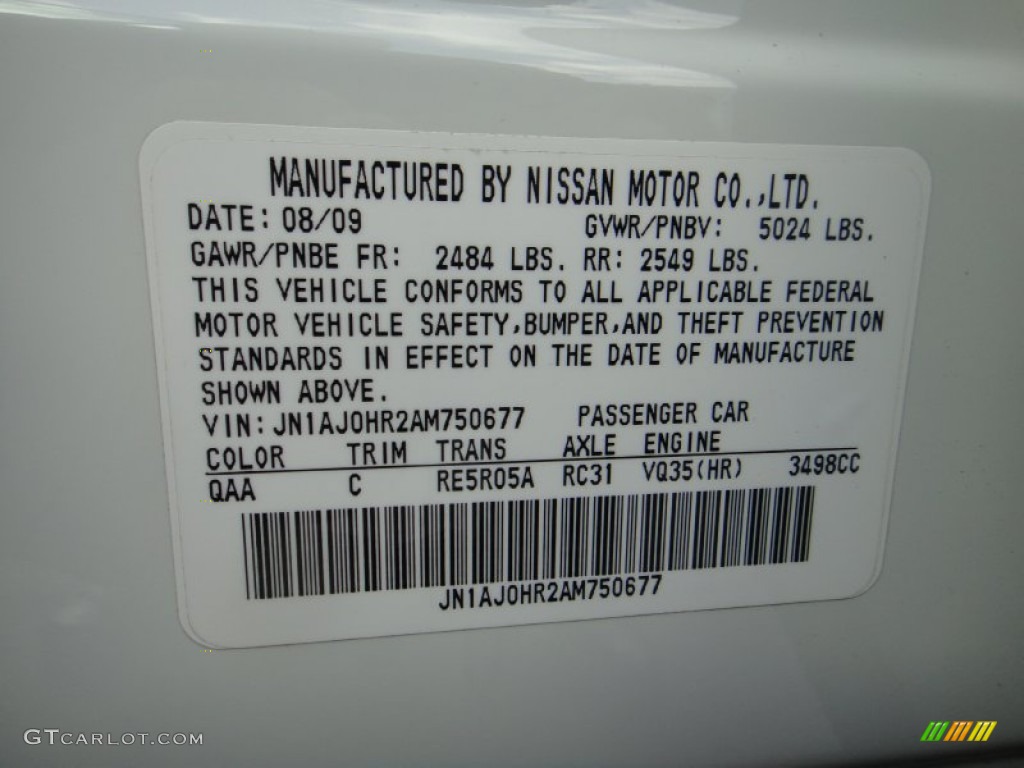 MANUFACTURED BY NISSAN MOTOR CO.,LTD.
DATE: 08/09 GVWR/PNBV: 5024 LBS.
GAWR/PNBE FR: 2484 LBS. RR: 2549 LBS.
THIS VEHICLE CONFORMS TO ALL APPLICABLE FEDERAL
MOTOR VEHICLE SAFETY,BUMPER,AND THEFT PREVENTION
STANDARDS IN EFFECT ON THE DATE OF MANUFACTURE
SHOWN ABOVE.
VIN:JN1AJ0HR2AM750677 PASSENGER CAR
COLOR TRIM TRANS AXLE ENGINE
QAA C RE5R05A RC31 VQ35(HR) 3498CC
JN1AJ0HR2AM750677
GTCARLOT.COM